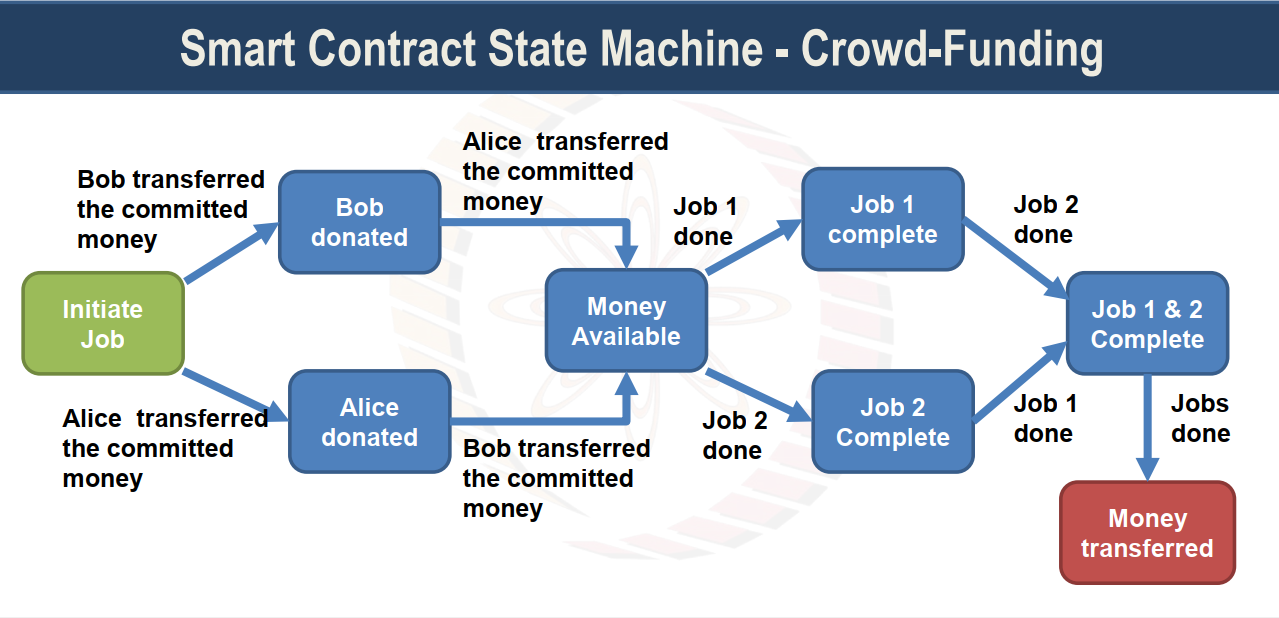 Smart Contract State Machine - Crowd-Funding
Bob transferred
the committed
money
Alice  transferred
the committed
money
Bob
donated
Job 1
done
Job 1
complete
Job 2
done
Initiate
Job
Money
Available
Job 1 & 2
Complete
Alice  transferred
the committed
money
Alice
donated
Bob transferred
the committed
money
Job 2
done
Job 2
Complete
Job 1
done
Jobs
done
Money
transferred